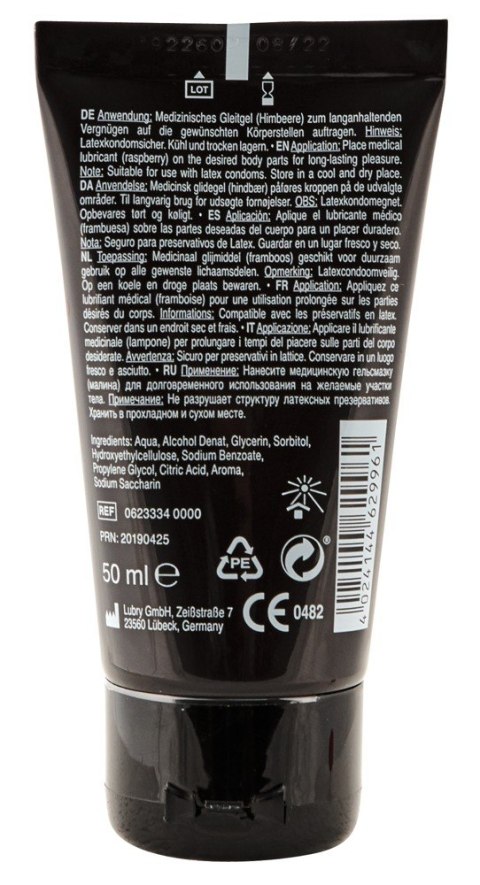 92260 08/22
LOT
DE Anwendung: Medizinisches Gleitgel (Himbeere) zum langanhaltenden
Vergnügen auf die gewünschten Körperstellen auftragen. Hinweis:
Latexkondomsicher. Kühl und trocken lagern. • EN Application: Place medical
lubricant (raspberry) on the desired body parts for long-lasting pleasure.
Note: Suitable for use with latex condoms. Store in a cool and dry place.
DA Anvendelse: Medicinsk glidegel (hindbær) påføres kroppen på de udvalgte
områder. Til langvarig brug for udsøgte fornøjelser. OBS: Latexkondomegnet.
Opbevares tørt og køligt. • ES Aplicación: Aplique el lubricante médico
(frambuesa) sobre las partes deseadas del cuerpo para un placer duradero.
Nota: Seguro para preservativos de Latex. Guardar en un lugar fresco y seco.
NL Toepassing: Medicinaal glijmiddel (framboos) geschikt voor duurzaam
gebruik op alle gewenste lichaamsdelen. Opmerking: Latexcondoomveilig.
Op een koele en droge plaats bewaren. • FR Application: Appliquez ce
lubrifiant médical (framboise) pour une utilisation prolongée sur les parties
désirés du corps. Informations: Compatible avec les préservatifs en latex.
Conserver dans un endroit sec et frais. • IT Applicazione: Applicare il lubrificante
medicinale (lampone) per prolungare i tempi del piacere sulle parti del corpo
desiderate. Avvertenza: Sicuro per preservativi in lattice. Conservare in un luogo
fresco e asciutto. • RU Применение: Нанесите медицинскую гельсмазку
(малина) для долговременного использования на желаемые участки
тела. Примечание: Не разрушает структуру латексных презервативов.
Хранить в прохладном и сухом месте.
Ingredients: Aqua, Alcohol Denat, Glycerin, Sorbitol,
Hydroxyethylcellulose, Sodium Benzoate,
Propylene Glycol, Citric Acid, Aroma,
Sodium Saccharin
REF 0623334 0000
PRN: 20190425
PE
®
50 ml ℮
Lubry GmbH, Zeißstraße 7
23560 Lübeck, Germany
CE 0482
4024144629961